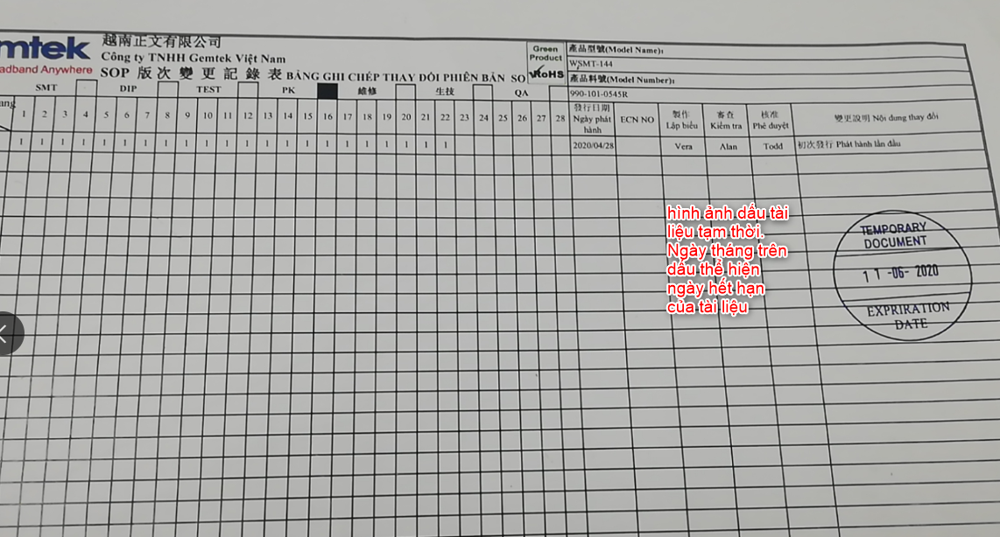 mtek
adband Anywhere
越南正文有限公司
Công ty TNHH Gemtek Việt Nam
SOP 版 次 變 更 記 錄 表 BẢNG GHI CHÉP THAY ĐỔI PHIÊN BẢN SO
Green
Product
RoHS
產品型號(Model Name):
WSMT-144
產品料號(Model Number):
990-101-0545R
SMT DIP TEST PK 維修 生技 QA
ang
1 2 3 4 5 6 7 8 9 10 11 12 13 14 15 16 17 18 19 20 21 22 23 24 25 26 27 28
發行日期
Ngày phát
hành
ECN NO
製作
Lập biểu
審查
Kiểm tra
核准
Phê duyệt
變更說明 Nội dung thay đổi
1 1 1 1 1 1 1 1 1 1 1 1 1 1 1 1 1 1 1 1 1 1 2020/04/28 Vera Alan Todd 初次發行 Phát hành lần đầu
hình ảnh dấu tài
liệu tạm thời.
Ngày tháng trên
dấu thể hiện
ngày hết hạn
của tài liệu
TEMPORARY
DOCUMENT
11-06-2020
EXPRIRATION
DATE